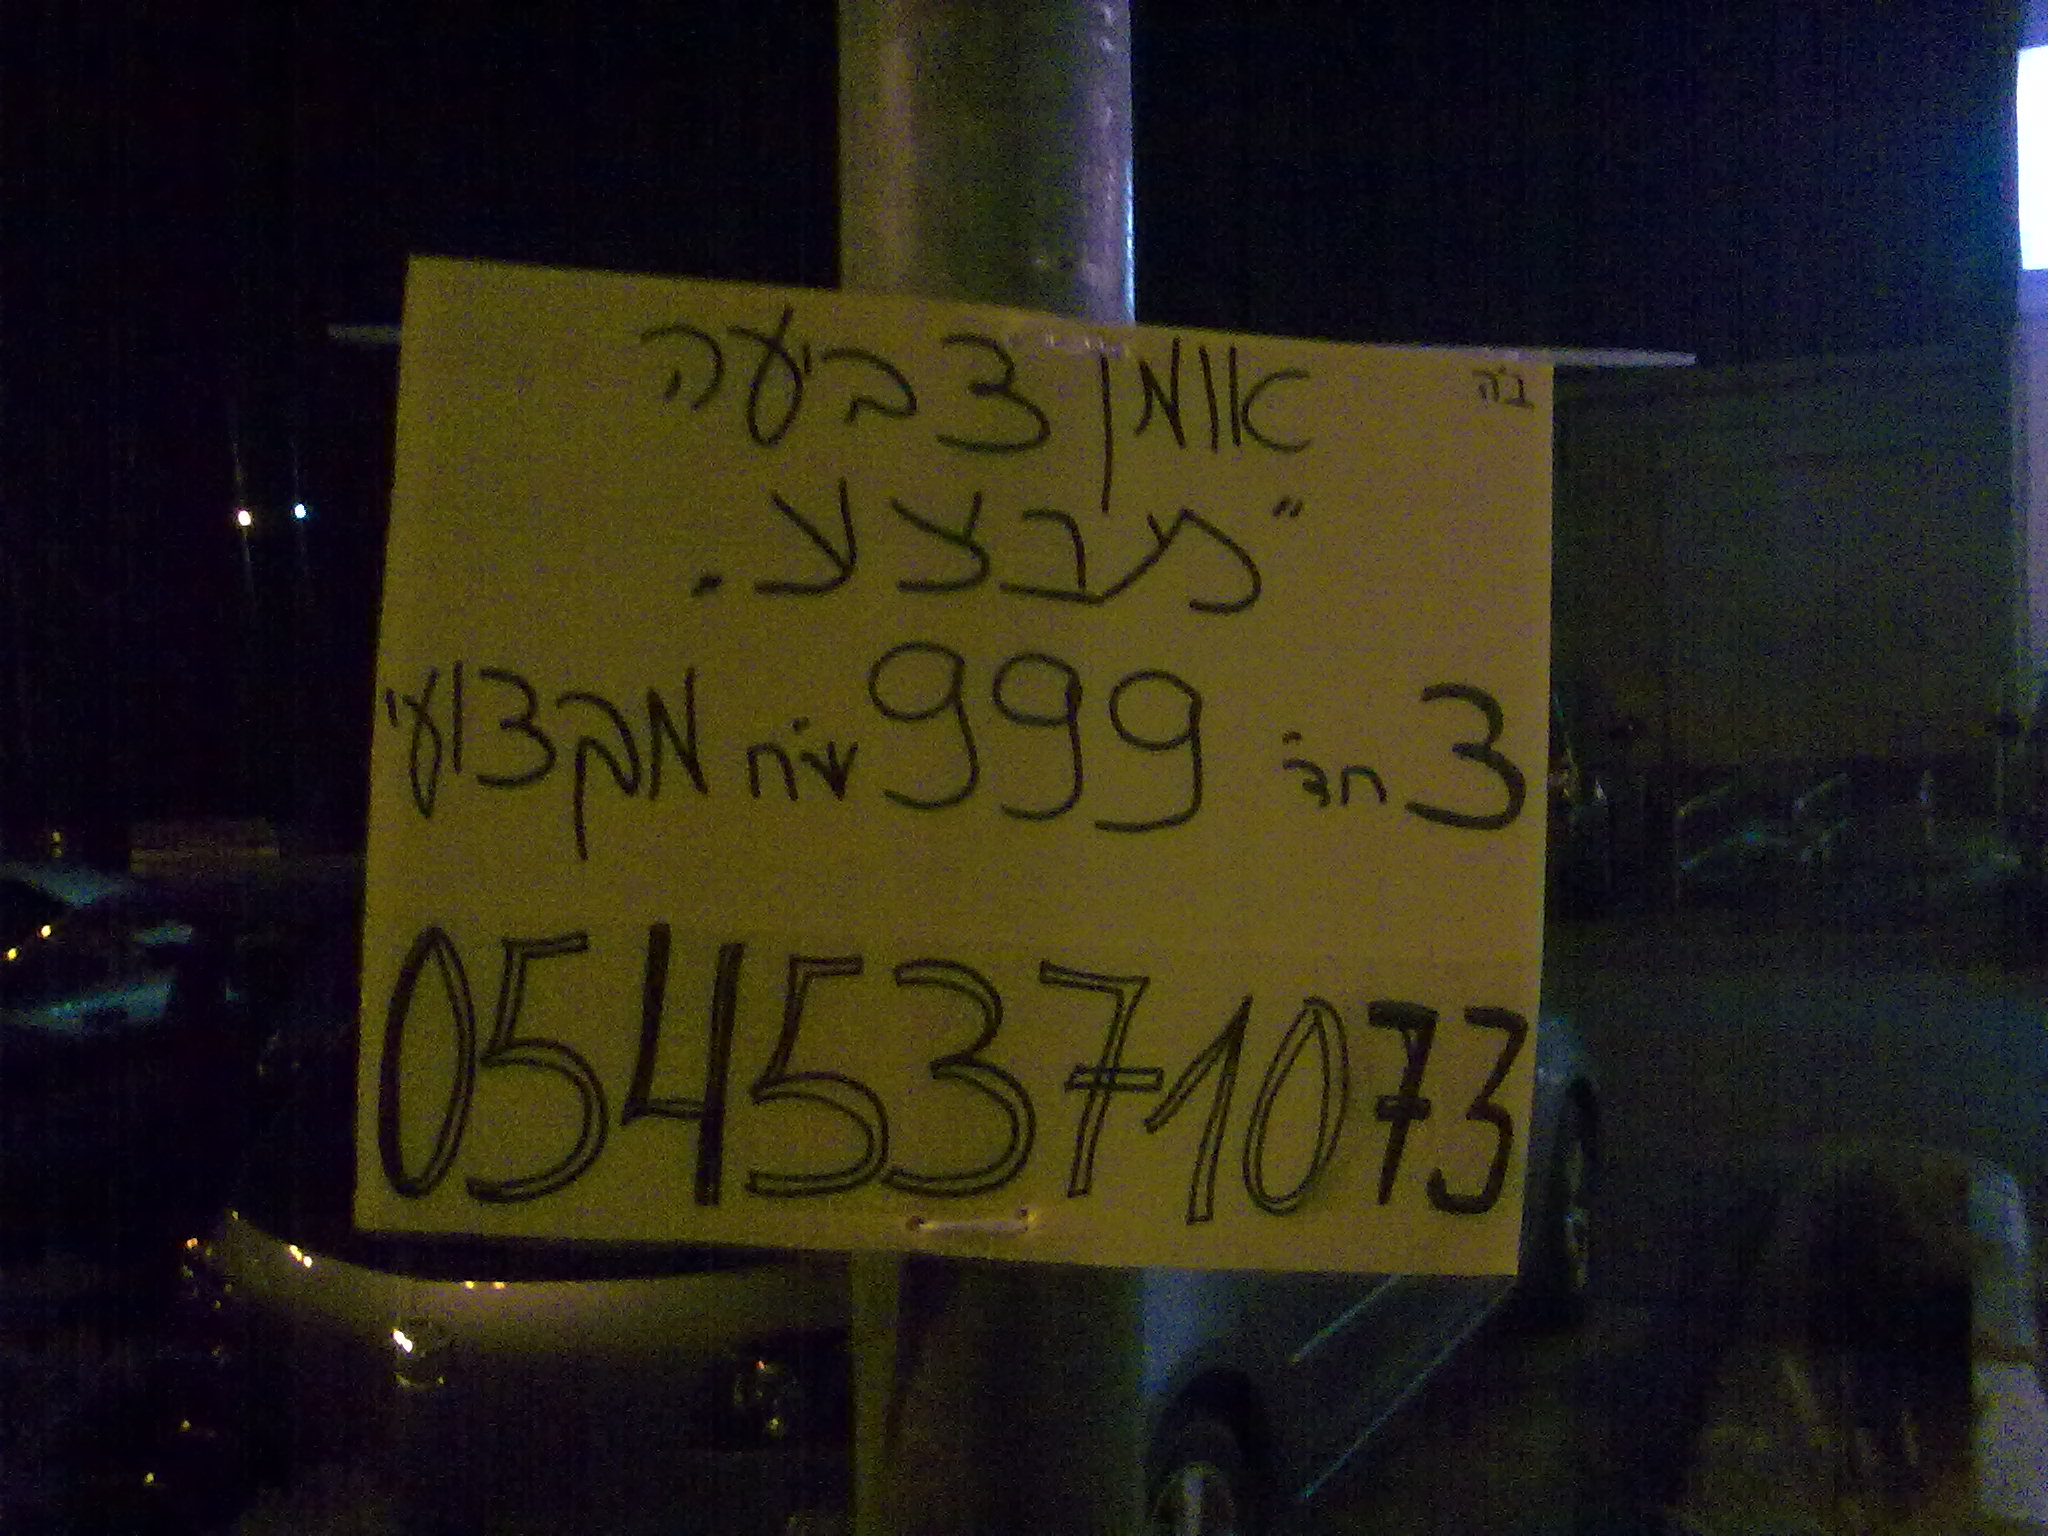 ב"ה
אומן צביעה
"מבצע.
3 חד' 999 ש"ח מקצועי
0545371073